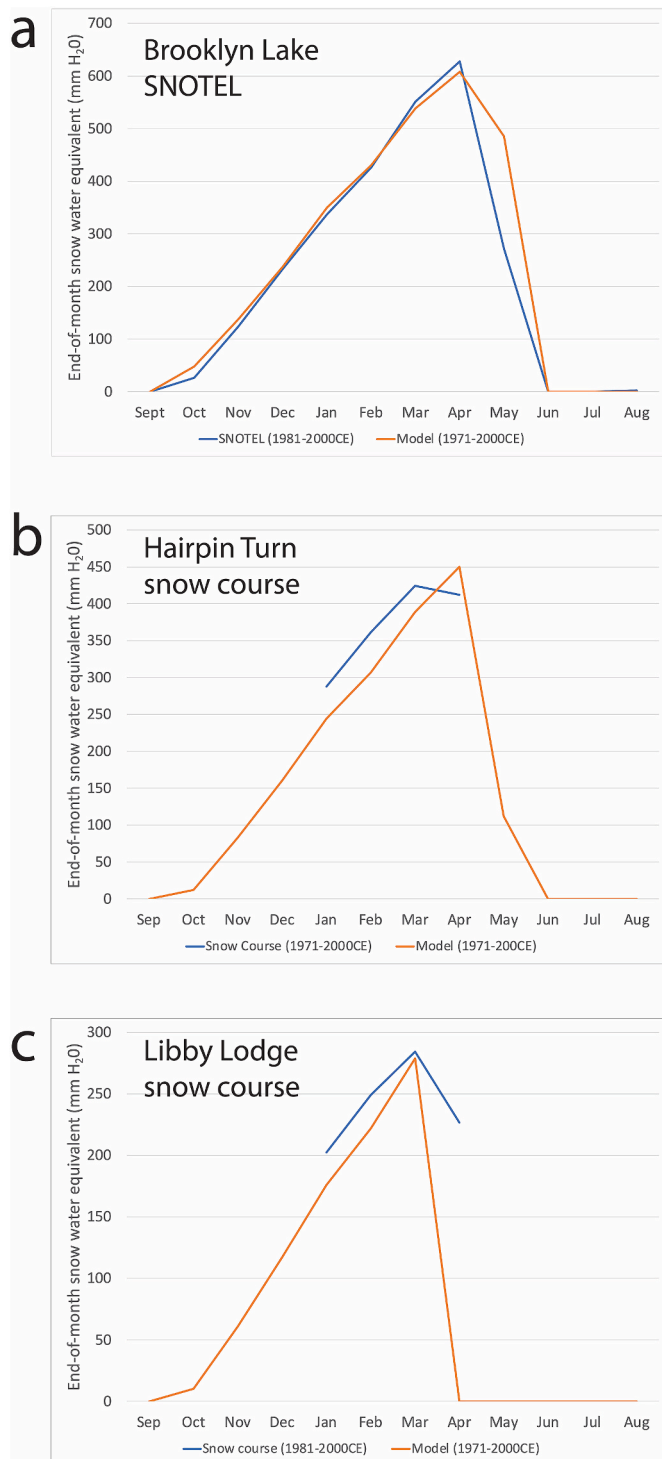 a
Brooklyn Lake
SNOTEL
End-of-month snow water equivalent (mm H₂0)
700
600
500
400
300
200
100
0
Sept Oct Nov Dec Jan Feb Mar Apr May Jun Jul Aug
SNOTEL (1981-2000CE) Model (1971-2000CE)
b
Hairpin Turn
snow course
End-of-month snow water equivalent (mm H₂0)
500
450
400
350
300
250
200
150
100
50
0
Sep Oct Nov Dec Jan Feb Mar Apr May Jun Jul Aug
Snow Course (1971-2000CE) Model (1971-200CE)
c
Libby Lodge
snow course
End-of-month snow water equivalent (mm H₂0)
300
250
200
150
100
50
0
Sep Oct Nov Dec Jan Feb Mar Apr May Jun Jul Aug
Snow course (1981-2000CE) Model (1971-2000CE)